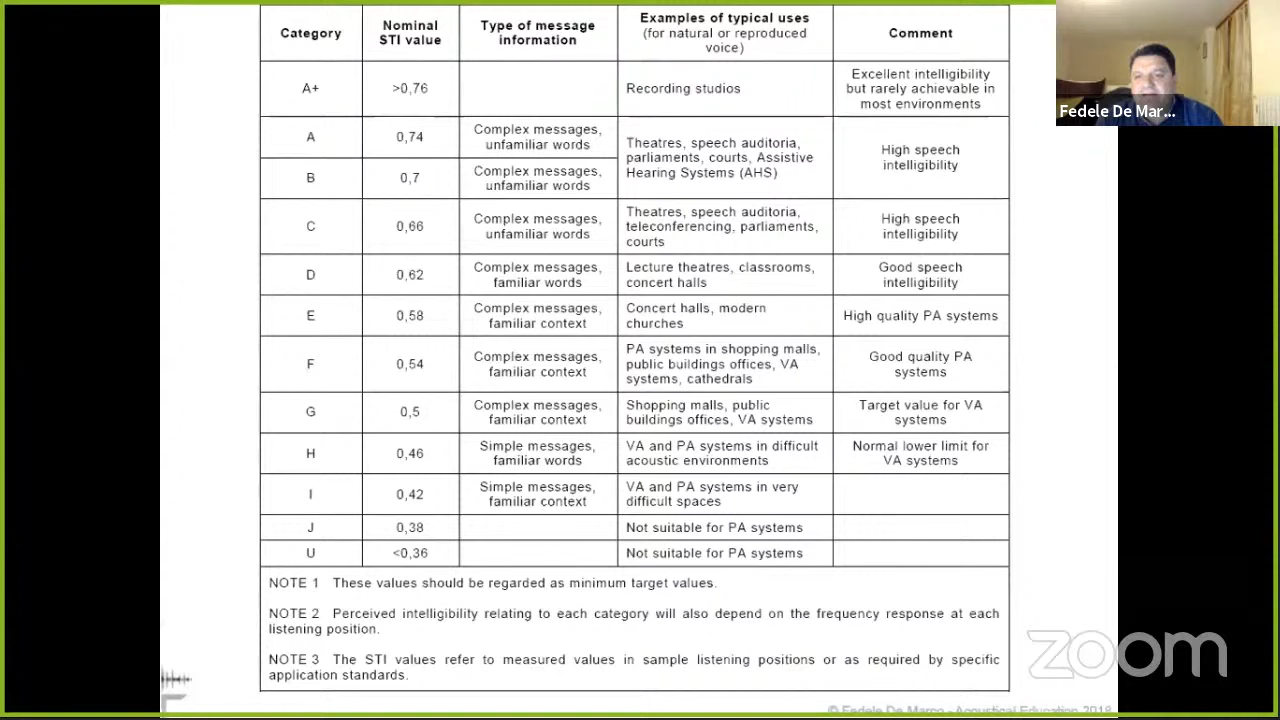 Category
Nominal
STI value
Type of message
information
Examples of typical uses
(for natural or reproduced
voice)
Comment
A+
>0,76
Recording studios
Excellent intelligibility
but rarely achievable in
most environments
A
0,74
Complex messages,
unfamiliar words
Theatres, speech auditoria,
parliaments, courts, Assistive
Hearing Systems (AHS)
High speech
intelligibility
B
0,7
Complex messages,
unfamiliar words
C
0,66
Complex messages,
unfamiliar words
Theatres, speech auditoria,
teleconferencing, parliaments,
courts
High speech
intelligibility
D
0,62
Complex messages,
familiar words
Lecture theatres, classrooms,
concert halls
Good speech
intelligibility
E
0,58
Complex messages,
familiar context
Concert halls, modern
churches
High quality PA systems
F
0,54
Complex messages,
familiar context
PA systems in shopping malls,
public buildings offices, VA
systems, cathedrals
Good quality PA
systems
G
0,5
Complex messages,
familiar context
Shopping malls, public
buildings offices, VA systems
Target value for VA
systems
H
0,46
Simple messages,
familiar words
VA and PA systems in difficult
acoustic environments
Normal lower limit for
VA systems
I
0,42
Simple messages,
familiar context
VA and PA systems in very
difficult spaces
J
0,38
Not suitable for PA systems
U
<0,36
Not suitable for PA systems
NOTE 1 These values should be regarded as minimum target values.
NOTE 2 Perceived intelligibility relating to each category will also depend on the frequency response at each
listening position.
NOTE 3 The STI values refer to measured values in sample listening positions or as required by specific
application standards.
Fedele De Mar...
zoom
© Fedele De Marco - Acoustical Education 2018